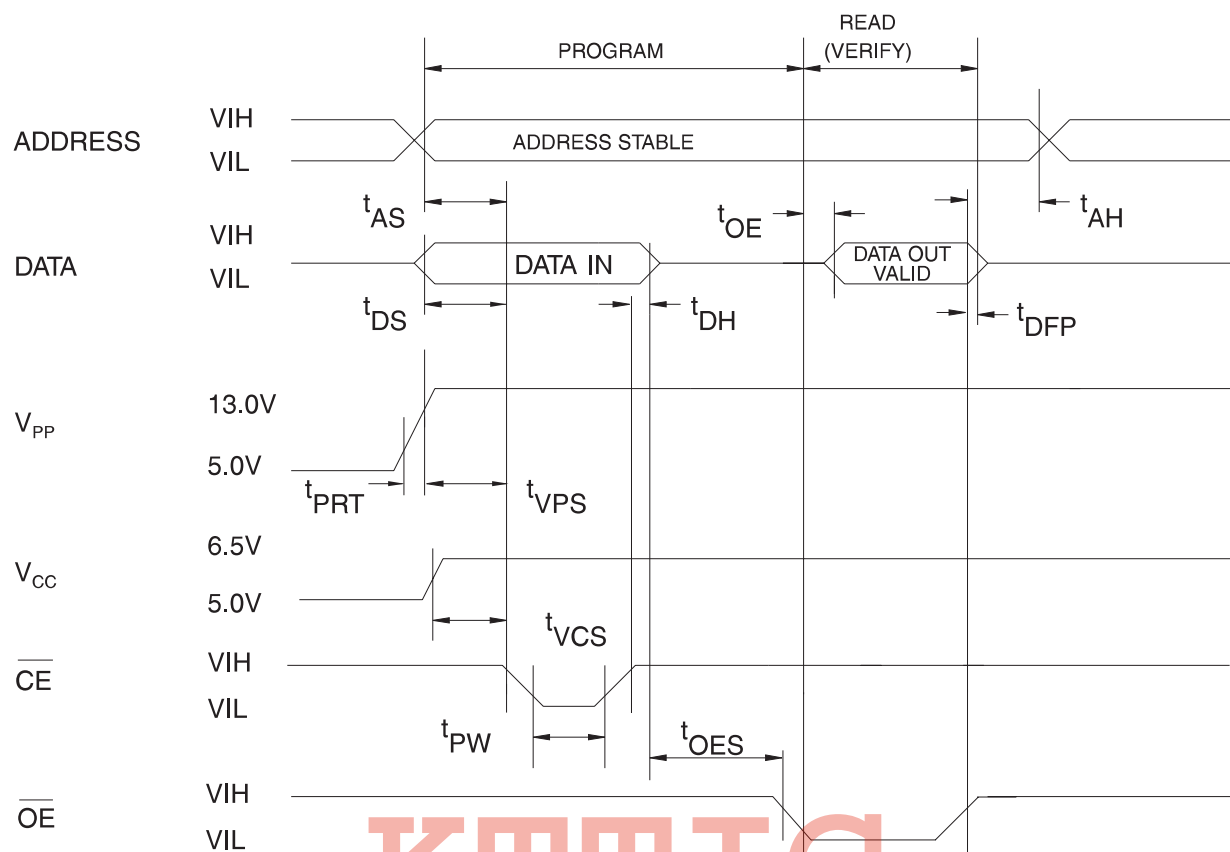 READ
PROGRAM (VERIFY)
ADDRESS VIH
VIL
ADDRESS STABLE
tAS
tOE
tAH
DATA VIH
VIL
DATA IN
DATA OUT
VALID
tDS
tDH
tDFP
VPP 13.0V
5.0V
tPRT
tVPS
VCC 6.5V
5.0V
tVCS
CE VIH
VIL
tPW
tOES
OE VIH
VIL